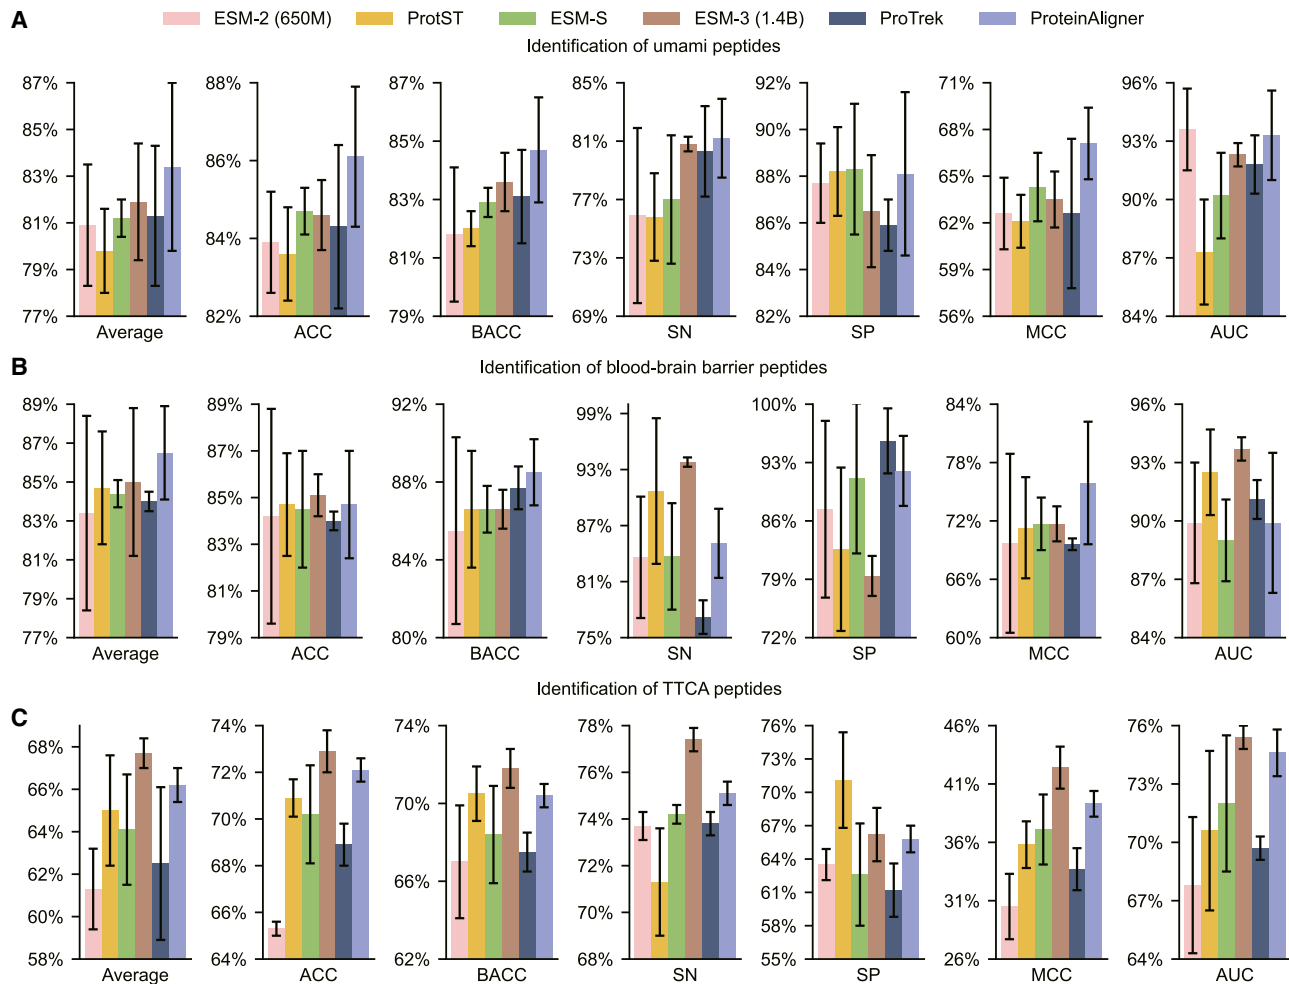 A
ESM-2 (650M) ProtST ESM-S ESM-3 (1.4B) ProTrek ProteinAligner
Identification of umami peptides
87% 88% 87% 85% 92% 71% 96%
85% 86% 85% 81% 90% 68% 93%
83% 84% 83% 77% 88% 65% 90%
81% 82% 81% 73% 86% 62% 87%
79% 79% 69% 84% 59% 84%
77% 82% 56%
Average ACC BACC SN SP MCC AUC
B
Identification of blood-brain barrier peptides
89% 89% 92% 99% 100% 84% 96%
87% 87% 88% 93% 93% 78% 93%
85% 85% 84% 87% 86% 72% 90%
83% 83% 80% 81% 79% 66% 87%
81% 81% 75% 72% 60% 84%
79% 79%
77%
Average ACC BACC SN SP MCC AUC
C
Identification of TTCA peptides
68% 74% 74% 78% 76% 46% 76%
66% 72% 70% 76% 73% 41% 73%
64% 70% 66% 74% 70% 36% 70%
62% 68% 62% 72% 67% 31% 67%
60% 66% 70% 64% 26% 64%
58% 64% 68% 61%
58%
55%
Average ACC BACC SN SP MCC AUC